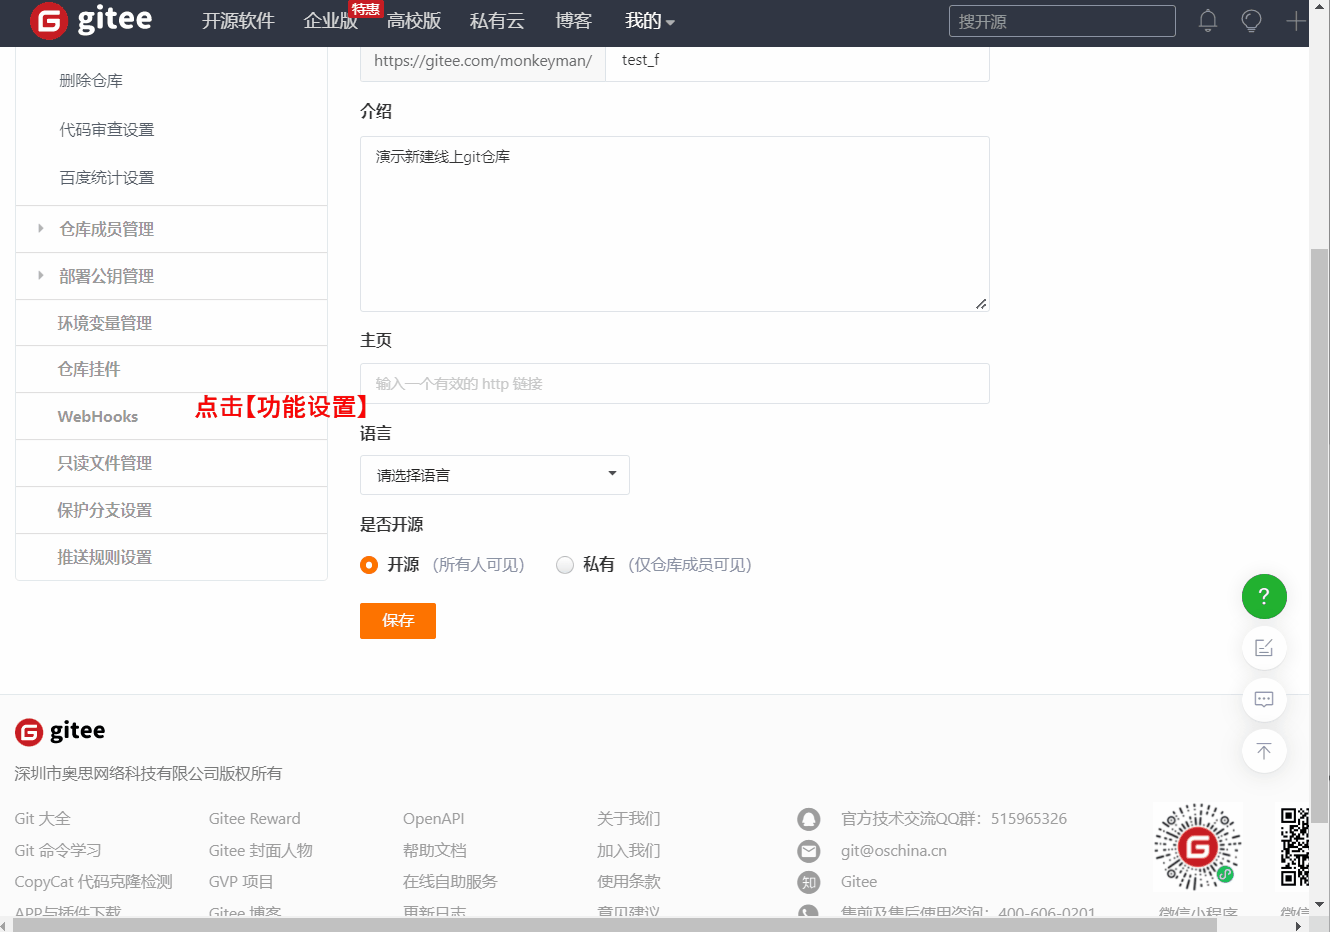 gitee
开源软件
企业版
特惠
高校版
私有云
博客
我的
搜开源
删除仓库
代码审查设置
百度统计设置
仓库成员管理
部署公钥管理
环境变量管理
仓库挂件
WebHooks
只读文件管理
保护分支设置
推送规则设置
点击【功能设置】
https://gitee.com/monkeyman/
test_f
介绍
演示新建线上git仓库
主页
输入一个有效的 http 链接
语言
请选择语言
是否开源
开源 (所有人可见)
私有 (仅仓库成员可见)
保存
?
gitee
深圳市奥思网络科技有限公司版权所有
Git 大全
Git 命令学习
CopyCat 代码克隆检测
APP与插件下载
Gitee Reward
Gitee 封面人物
GVP 项目
Gitee 博客
OpenAPI
帮助文档
在线自助服务
更新日志
关于我们
加入我们
使用条款
意见建议
官方技术交流QQ群：515965326
git@oschina.cn
知 Gitee
售前及售后使用咨询：400-606-0201
微信小程序
微信